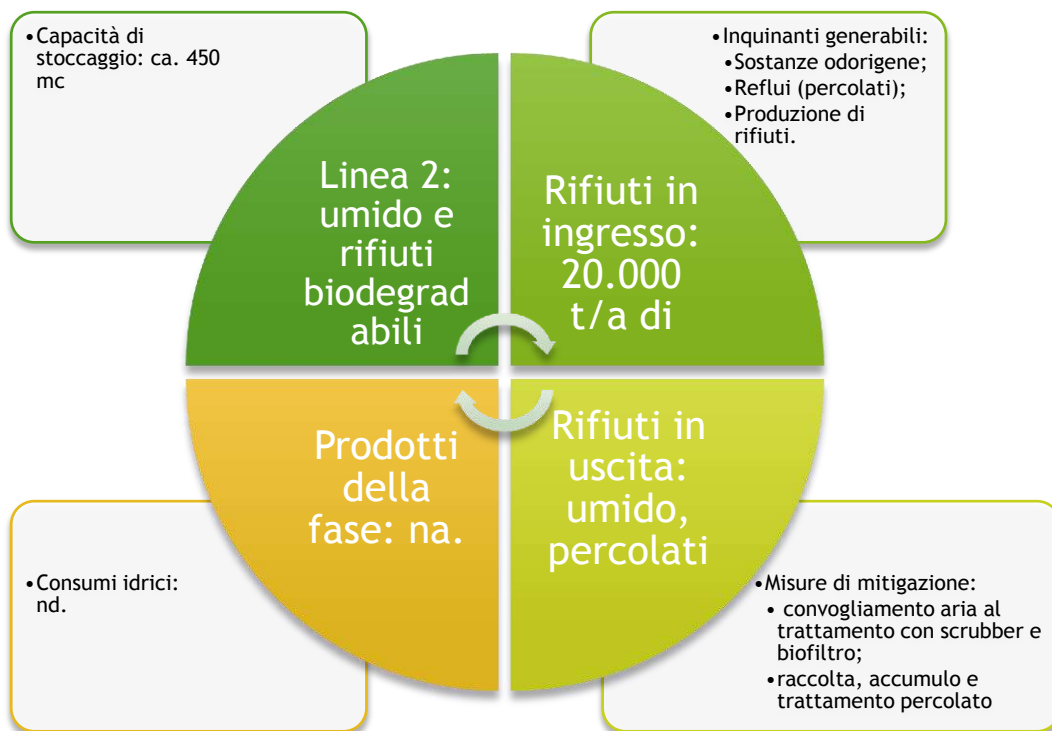 •Capacità di
stoccaggio: ca. 450
mc
•Inquinanti generabili:
•Sostanze odorigene;
•Reflui (percolati);
•Produzione di
rifiuti.
Linea 2:
umido e
rifiuti
biodegrad
abili
Rifiuti in
ingresso:
20.000
t/a di
Prodotti
della
fase: na.
Rifiuti in
uscita:
umido,
percolati
•Consumi idrici:
nd.
•Misure di mitigazione:
• convogliamento aria al
trattamento con scrubber e
biofiltro;
•raccolta, accumulo e
trattamento percolato